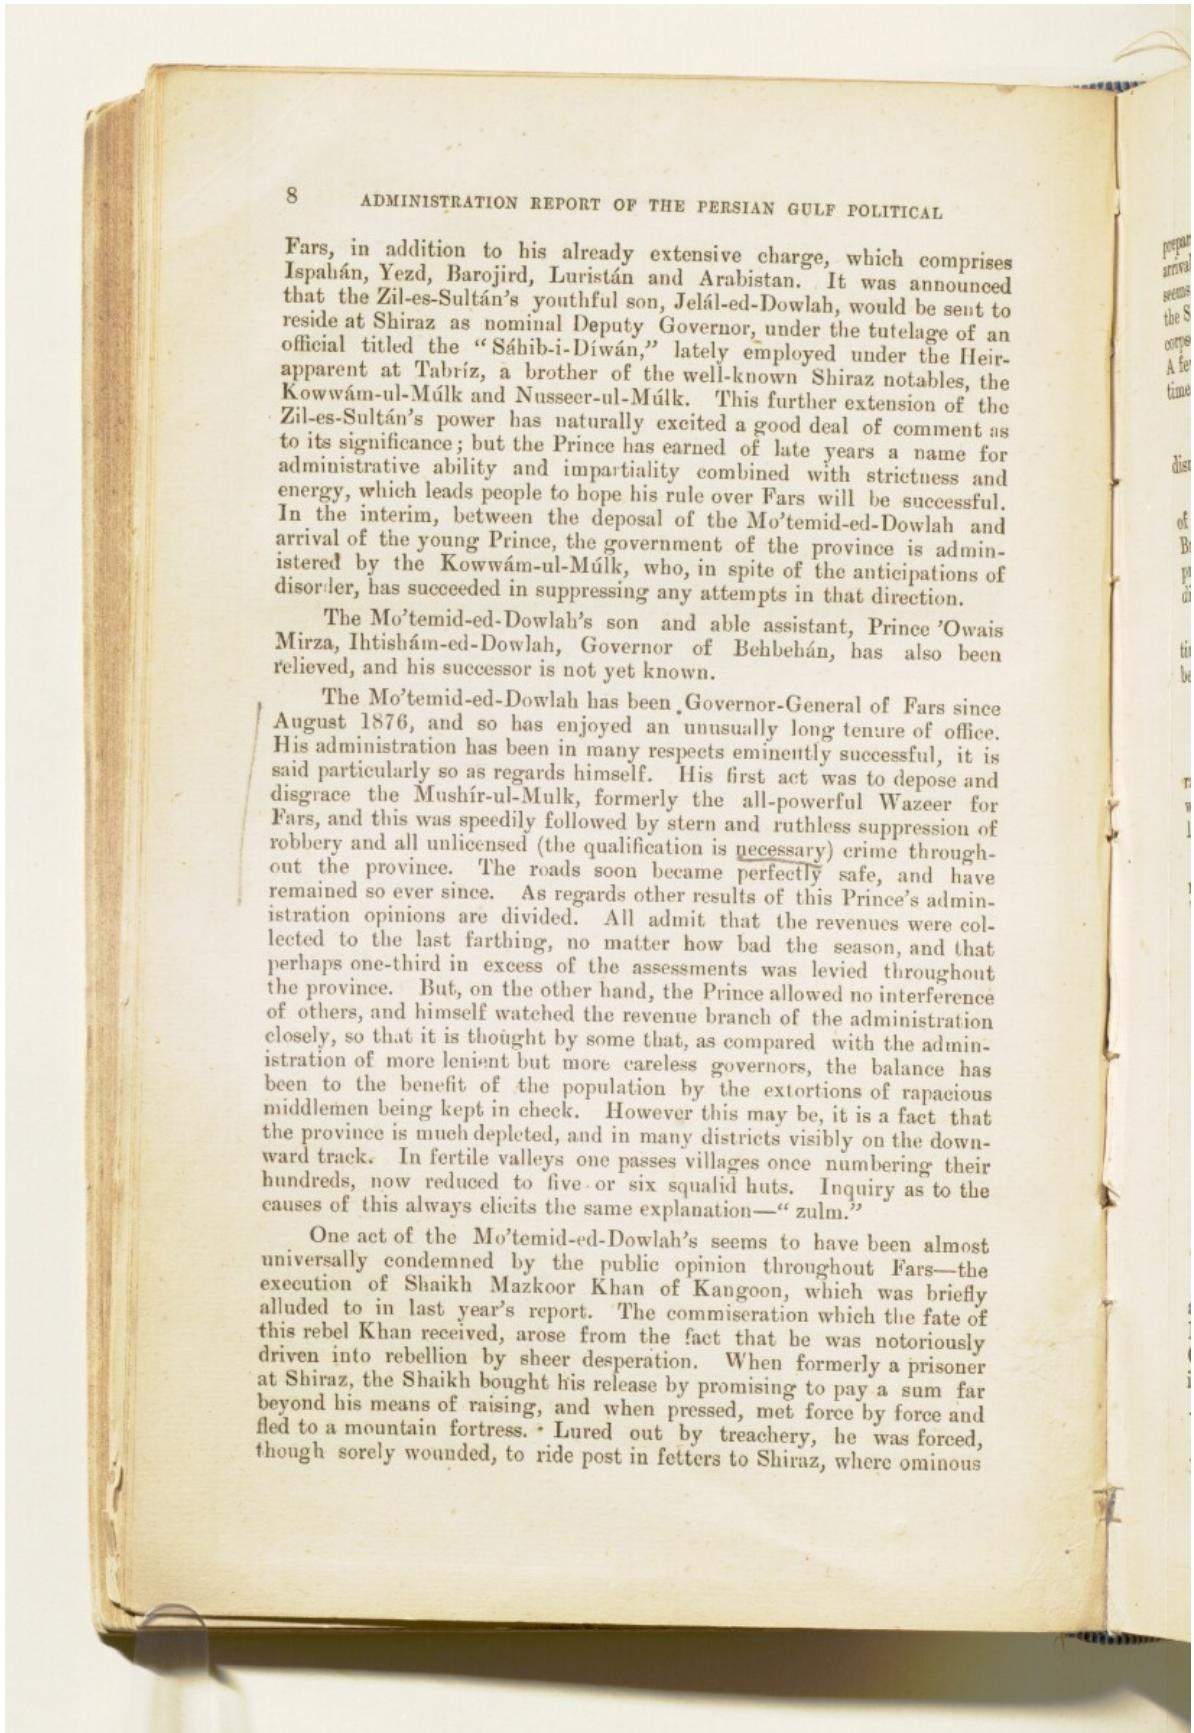 8 ADMINISTRATION REPORT OF THE PERSIAN GULF POLITICAL
Fars, in addition to his already extensive charge, which comprises
Ispahán, Yezd, Barojird, Luristán and Arabistan. It was announced
that the Zil-es-Sultán's youthful son, Jelál-ed-Dowlah, would be sent to
reside at Shiraz as nominal Deputy Governor, under the tutelage of an
official titled the "Sáhib-i-Díwán," lately employed under the Heir-
apparent at Tabríz, a brother of the well-known Shiraz notables, the
Kowwám-ul-Múlk and Nusseer-ul-Múlk. This further extension of the
Zil-es-Sultán's power has naturally excited a good deal of comment as
to its significance; but the Prince has earned of late years a name for
administrative ability and impartiality combined with strictness and
energy, which leads people to hope his rule over Fars will be successful.
In the interim, between the deposal of the Mo'temid-ed-Dowlah and
arrival of the young Prince, the government of the province is admin-
istered by the Kowwám-ul-Múlk, who, in spite of the anticipations of
disorder, has succeeded in suppressing any attempts in that direction.
The Mo'temid-ed-Dowlah's son and able assistant, Prince 'Owais
Mirza, Ihtishám-ed-Dowlah, Governor of Behbehán, has also been
relieved, and his successor is not yet known.
The Mo'temid-ed-Dowlah has been Governor-General of Fars since
August 1876, and so has enjoyed an unusually long tenure of office.
His administration has been in many respects eminently successful, it is
said particularly so as regards himself. His first act was to depose and
disgrace the Mushír-ul-Mulk, formerly the all-powerful Wazeer for
Fars, and this was speedily followed by stern and ruthless suppression of
robbery and all unlicensed (the qualification is necessary) crime through-
out the province. The roads soon became perfectly safe, and have
remained so ever since. As regards other results of this Prince's admin-
istration opinions are divided. All admit that the revenues were col-
lected to the last farthing, no matter how bad the season, and that
perhaps one-third in excess of the assessments was levied throughout
the province. But, on the other hand, the Prince allowed no interference
of others, and himself watched the revenue branch of the administration
closely, so that it is thought by some that, as compared with the admin-
istration of more lenient but more careless governors, the balance has
been to the benefit of the population by the extortions of rapacious
middlemen being kept in check. However this may be, it is a fact that
the province is much depleted, and in many districts visibly on the down-
ward track. In fertile valleys one passes villages once numbering their
hundreds, now reduced to five or six squalid huts. Inquiry as to the
causes of this always elicits the same explanation—"zulm."
One act of the Mo'temid-ed-Dowlah's seems to have been almost
universally condemned by the public opinion throughout Fars—the
execution of Shaikh Mazkoor Khan of Kangoon, which was briefly
alluded to in last year's report. The commiseration which the fate of
this rebel Khan received, arose from the fact that he was notoriously
driven into rebellion by sheer desperation. When formerly a prisoner
at Shiraz, the Shaikh bought his release by promising to pay a sum far
beyond his means of raising, and when pressed, met force by force and
fled to a mountain fortress. Lured out by treachery, he was forced,
though sorely wounded, to ride post in fetters to Shiraz, where ominous